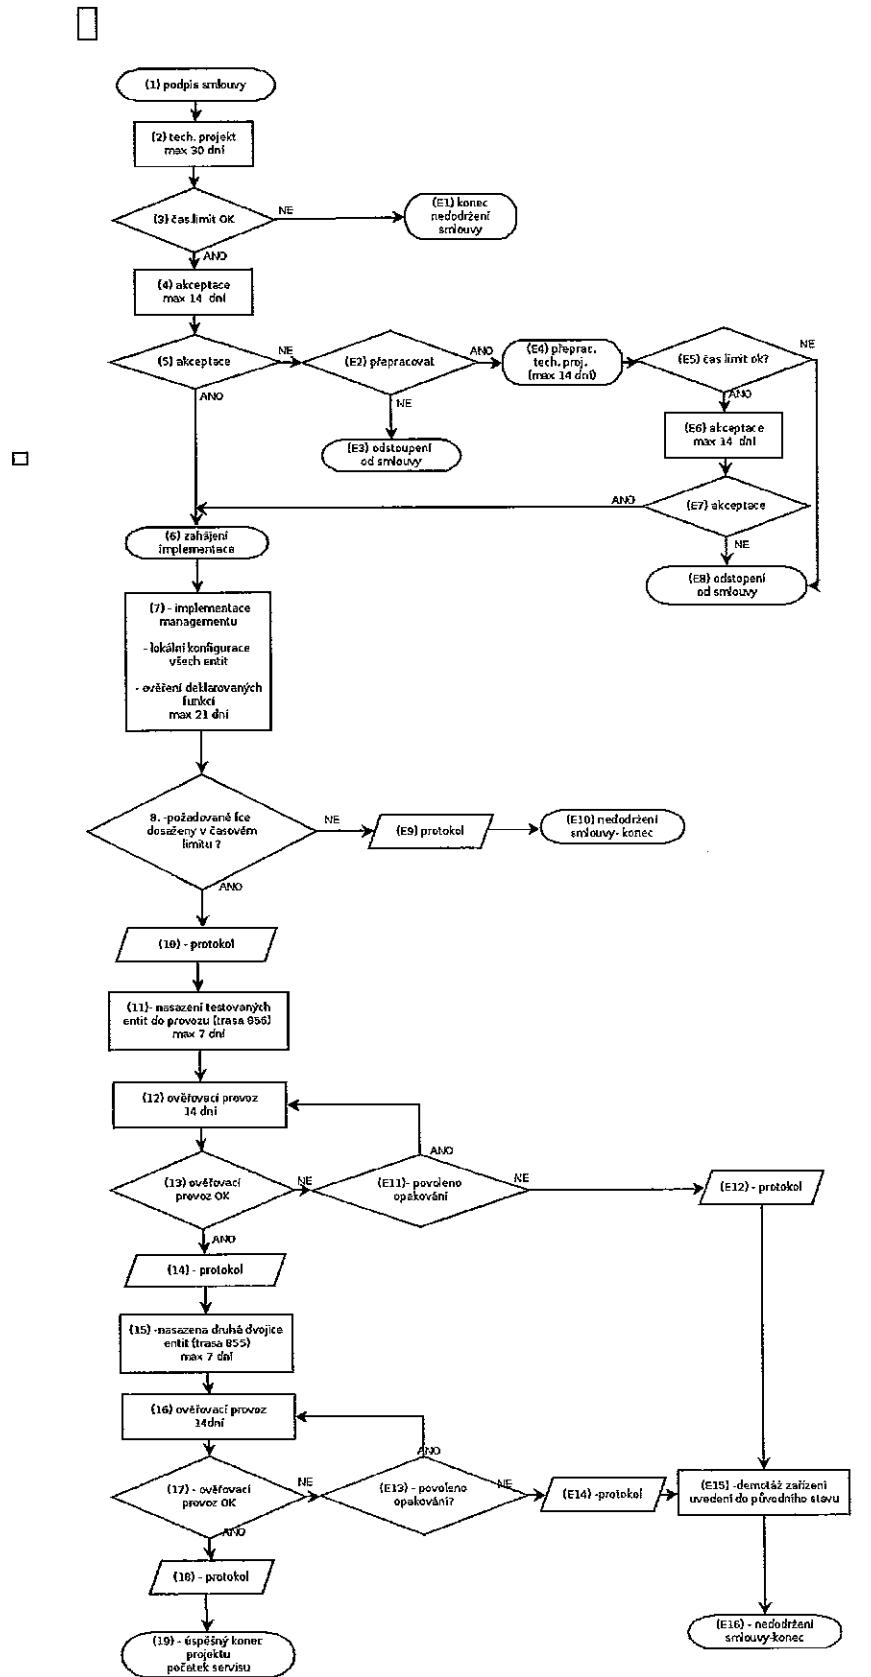 (1) podpis smlouvy
(2) tech. projekt
max 30 dní
(3) čas.limit OK
NE
(E1) konec
nedodržení
smlouvy
ANO
(4) akceptace
max 14 dní
(5) akceptace
NE
(E2) přepracovat
ANO
(E4) přeprac.
tech. proj.
(max 14 dní)
(E5) čas limit ok?
NE
ANO
NE
ANO
(E6) akceptace
max 14 dní
(E3) odstoupení
od smlouvy
ANO
(E7) akceptace
(6) zahájení
implementace
NE
(E8) odstopení
od smlouvy
(7) - implementace
managementu
- lokální konfigurace
všech entit
- ověření deklarovaných
funkcí
max 21 dní
8. -požadované fce
dosaženy v časovém
limitu ?
NE
(E9) protokol
(E10) nedodržení
smlouvy- konec
ANO
(10) - protokol
(11)- nasazení testovaných
entit do provozu (trasa 856)
max 7 dní
(12) ověřovací provoz
14 dní
ANO
(13) ověřovací
provoz OK
NE
(E11)- povoleno
opakování
NE
(E12) - protokol
ANO
(14) - protokol
(15) -nasazena druhá dvojice
entit (trasa 855)
max 7 dní
(16) ověřovací provoz
14dní
ANO
(17) - ověřovací
provoz OK
NE
(E13) - povoleno
opakování?
NE
(E14) -protokol
(E15) -demotáž zařízení
uvedení do původního stavu
ANO
(18) - protokol
(19) - úspěšný konec
projektu
počátek servisu
(E16) - nedodržení
smlouvy-konec